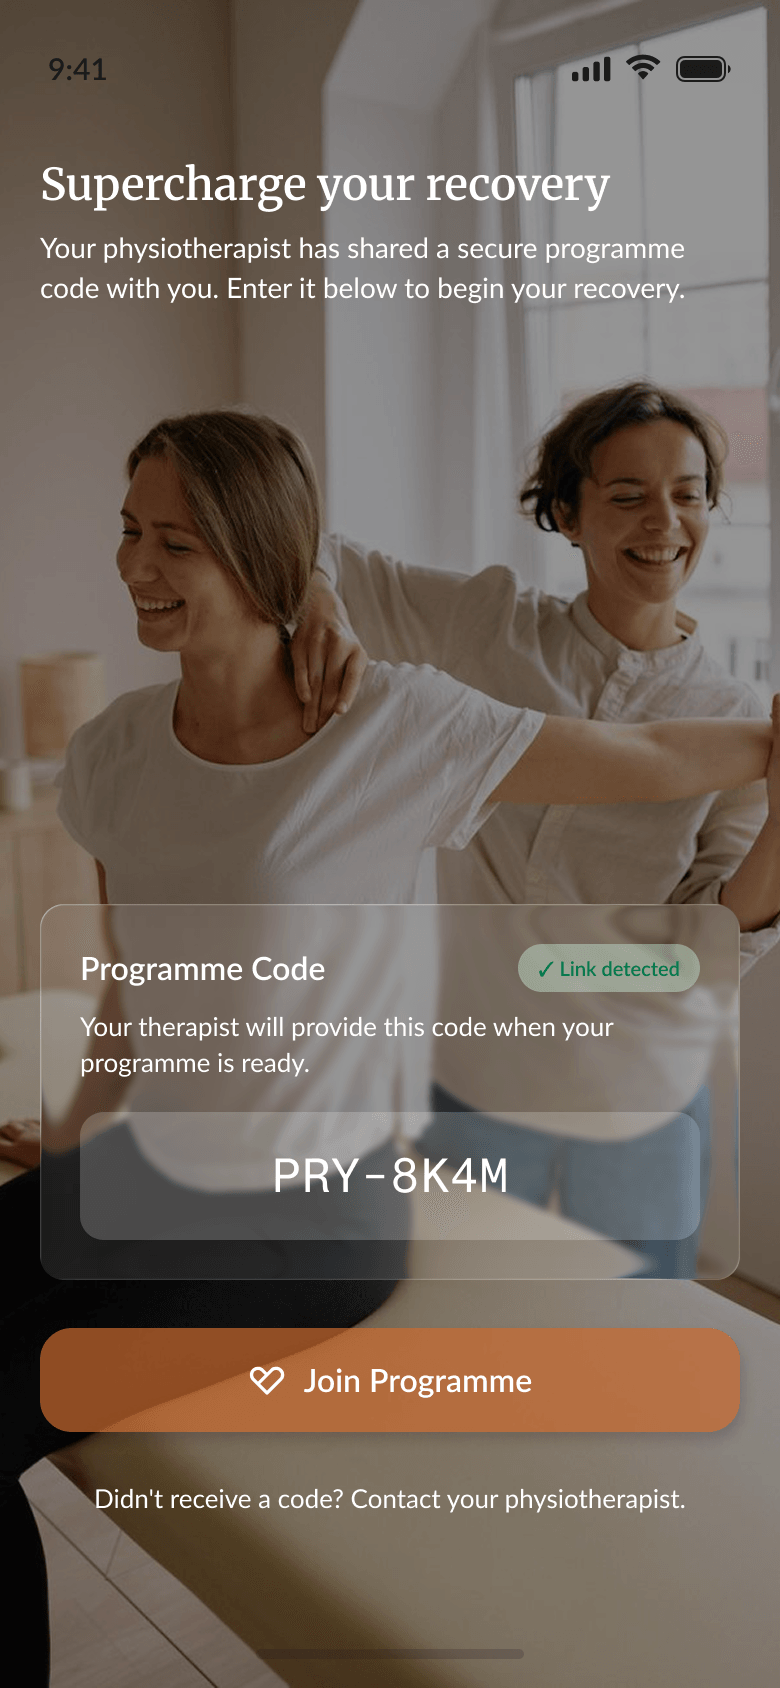 9:41
Supercharge your recovery
Your physiotherapist has shared a secure programme
code with you. Enter it below to begin your recovery.
Programme Code
✓ Link detected
Your therapist will provide this code when your
programme is ready.
PRY-8K4M
Join Programme
Didn't receive a code? Contact your physiotherapist.